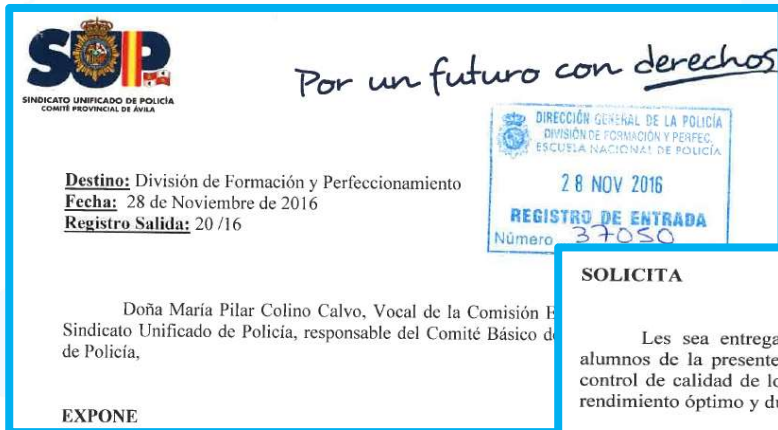 SUP
SINDICATO UNIFICADO DE POLICÍA
COMITÉ PROVINCIAL DE ÁVILA
Por un futuro con derechos
DIRECCIÓN GENERAL DE LA POLICÍA
DIVISIÓN DE FORMACIÓN Y PERFEC.
ESCUELA NACIONAL DE POLICÍA
28 NOV 2016
REGISTRO DE ENTRADA
Número 37050
Destino: División de Formación y Perfeccionamiento
Fecha: 28 de Noviembre de 2016
Registro Salida: 20 /16
Doña María Pilar Colino Calvo, Vocal de la Comisión E
Sindicato Unificado de Policía, responsable del Comité Básico d
de Policía,
EXPONE
SOLICITA
Les sea entrega
alumnos de la presente
control de calidad de lo
rendimiento óptimo y du